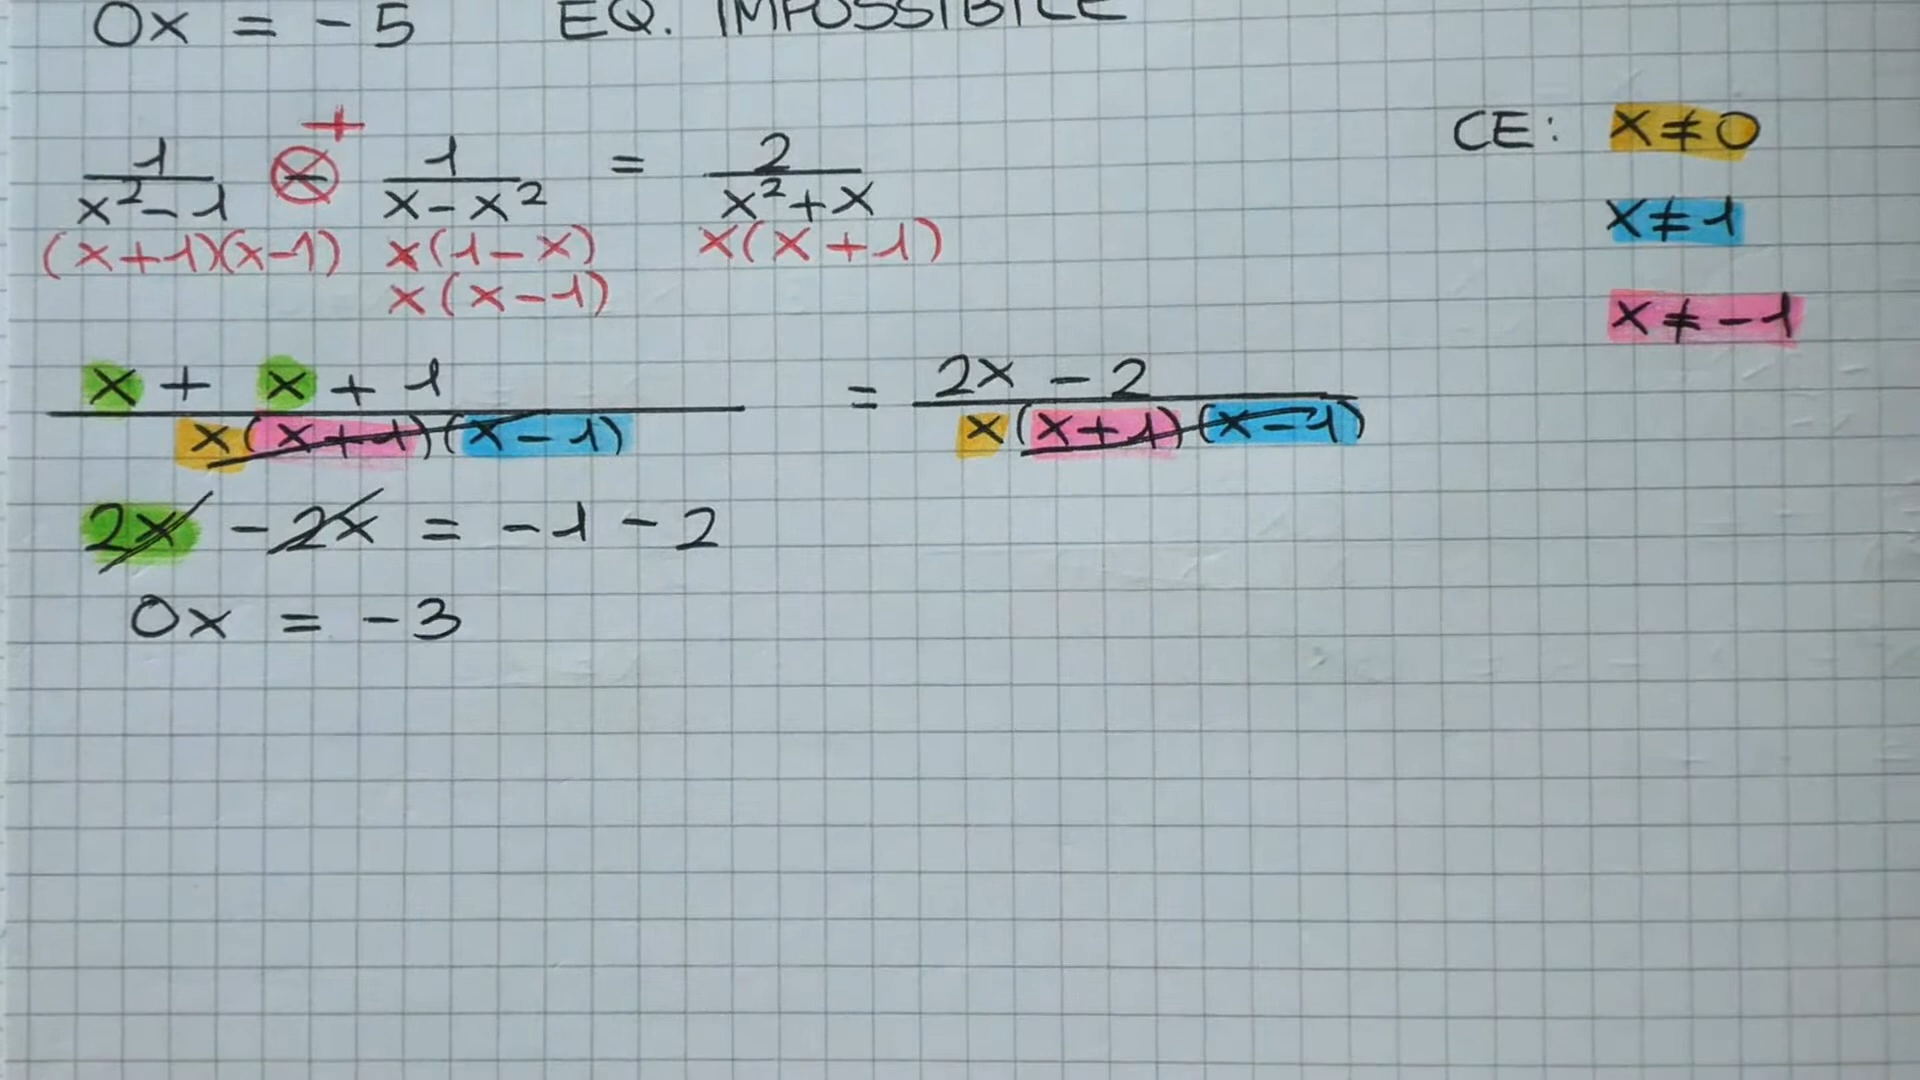 0x = -5 EQ. IMPOSSIBILE
+
1 - 1 = 2 CE: x ≠ 0
x² - 1 x - x² x² + x
(x+1)(x-1) x(1-x) x(x+1) x ≠ 1
x(x-1) x ≠ -1
x + x + 1 = 2x - 2
x(x+1)(x-1) x(x+1)(x-1)
2x - 2x = -1 - 2
0x = -3